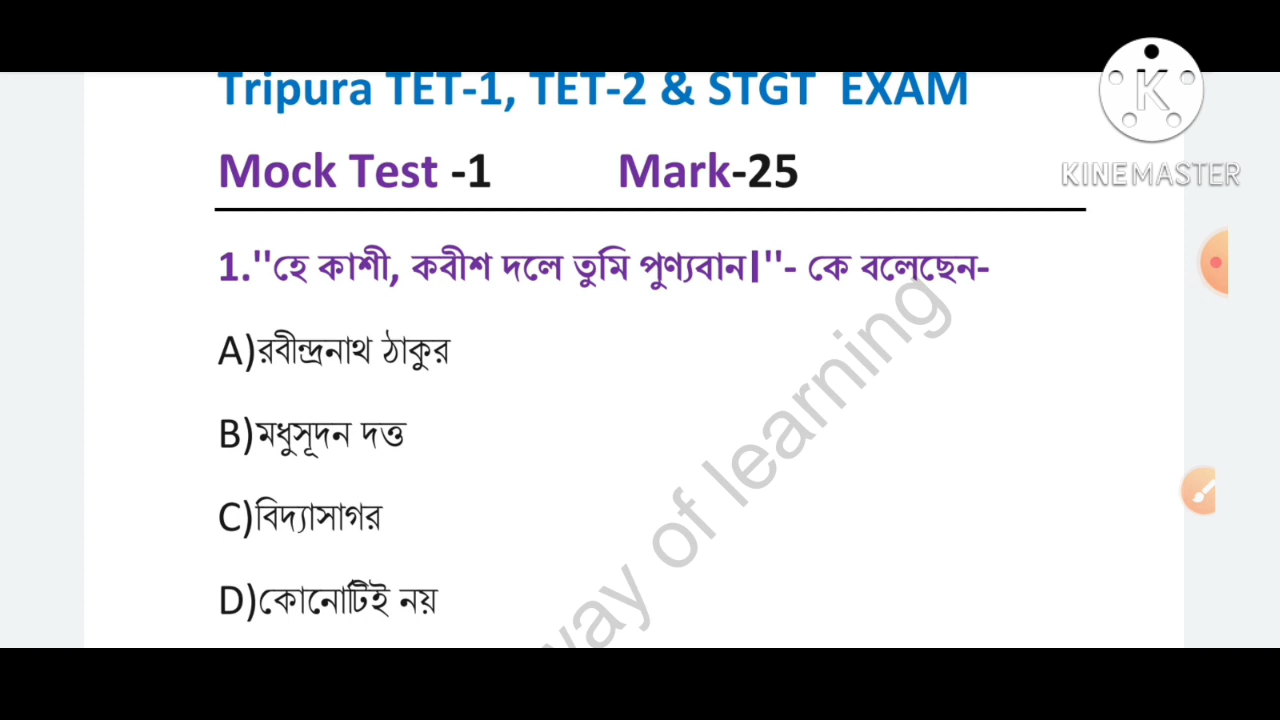 Tripura TET-1, TET-2 & STGT EXAM
KINEMASTER
Mock Test -1 Mark-25
1."হে কাশী, কবীশ দলে তুমি পুণ্যবান।"- কে বলেছেন-
A)রবীন্দ্রনাথ ঠাকুর
B)মধুসূদন দত্ত
C)বিদ্যাসাগর
D)কোনোটিই নয়
way of learning